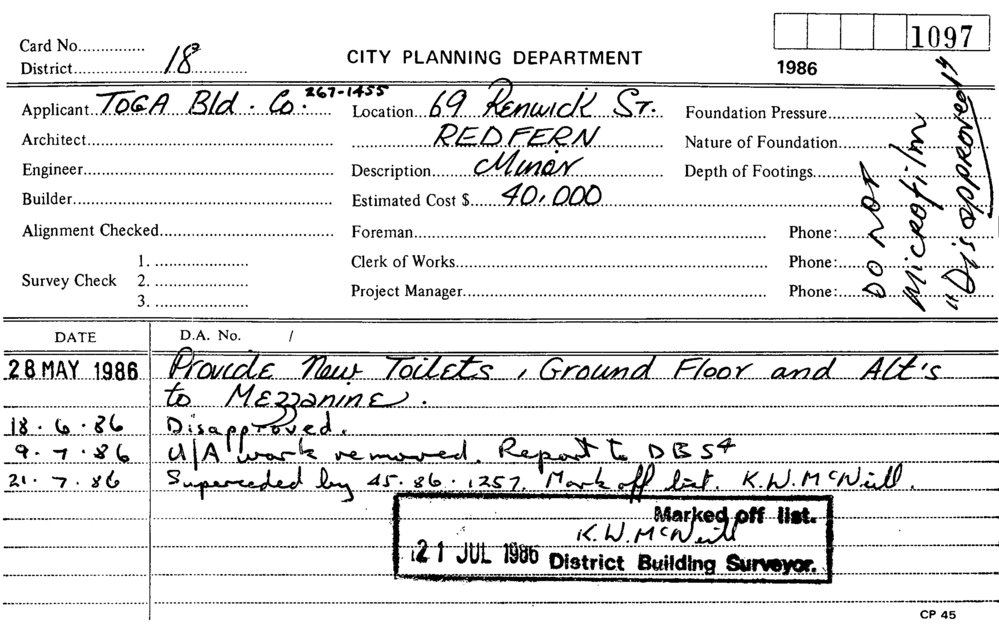 1097
Card No...............
District............... 18
CITY PLANNING DEPARTMENT
1986
Applicant TOGA Bld. Co. 267-1455
Location 69 Renwick St.
REDFERN
Foundation Pressure
Architect
Nature of Foundation
Engineer
Description Minor
Depth of Footings
Builder
Estimated Cost $ 40,000
Alignment Checked
Foreman
Phone:
Survey Check
1.
2.
3.
Clerk of Works
Phone:
Project Manager
Phone:
DO NOT
Microfilm
"Disapproved"
DATE
D.A. No. /
28 MAY 1986 Provide New Toilets, Ground Floor and Alt's
to Mezzanine.
18.6.86 Disapproved.
9.7.86 U/A work removed. Report to DBS
21.7.86 Superceded by 45.86.1257. Mark off list. K.W. McNeill.
Marked off list.
K.W. McNeill
21 JUL 1986 District Building Surveyor.
CP 45